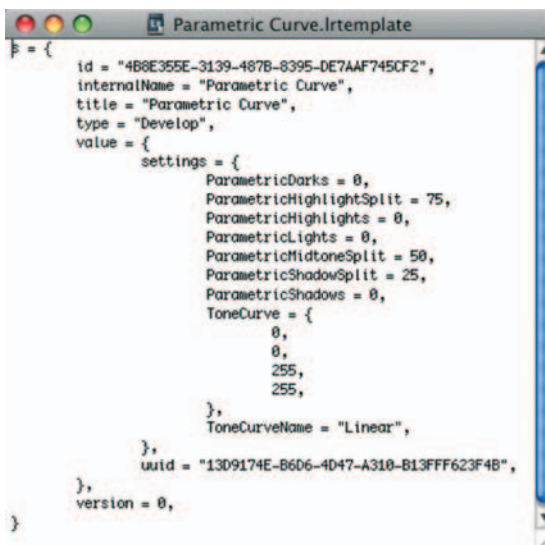 Parametric Curve.lrtemplate
s = {
id = "4B8E355E-3139-487B-8395-DE7AAF745CF2",
internalName = "Parametric Curve",
title = "Parametric Curve",
type = "Develop",
value = {
settings = {
ParametricDarks = 0,
ParametricHighlightSplit = 75,
ParametricHighlights = 0,
ParametricLights = 0,
ParametricMidtoneSplit = 50,
ParametricShadowSplit = 25,
ParametricShadows = 0,
ToneCurve = {
0,
0,
255,
255,
},
ToneCurveName = "Linear",
},
uuid = "13D9174E-B6D6-4D47-A310-B13FFF623F4B",
},
version = 0,
}